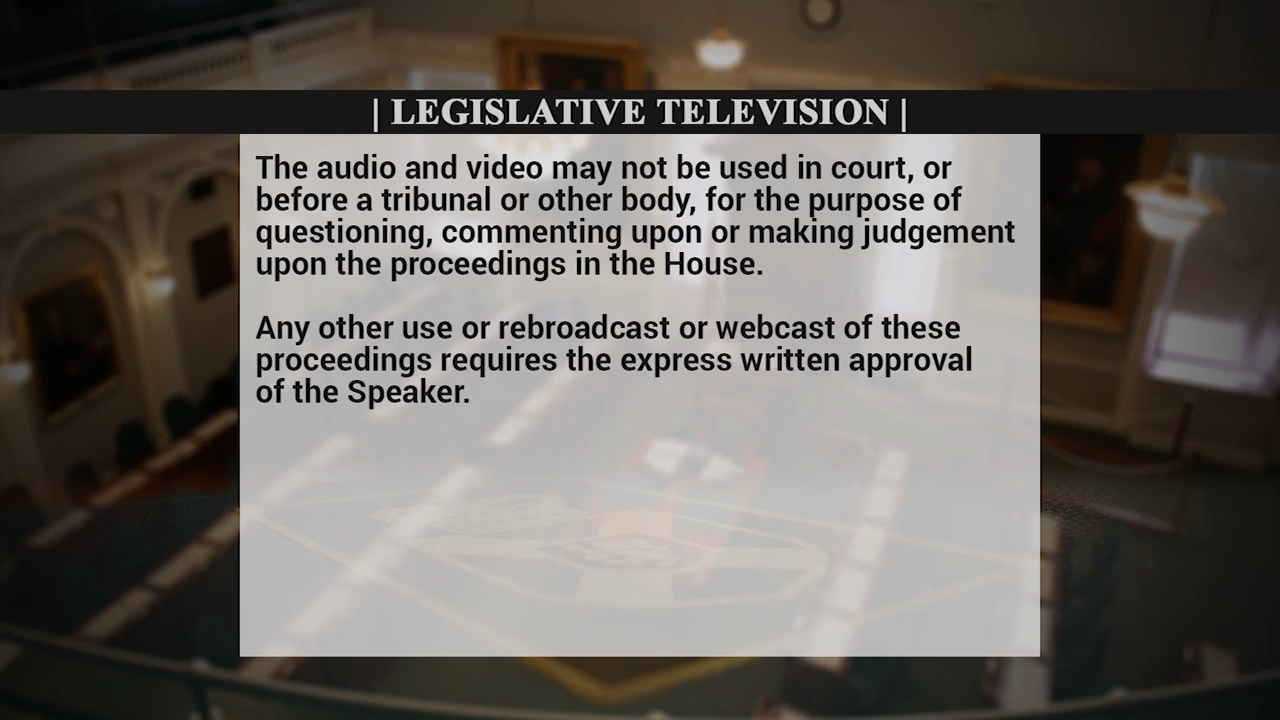 | LEGISLATIVE TELEVISION |
The audio and video may not be used in court, or
before a tribunal or other body, for the purpose of
questioning, commenting upon or making judgement
upon the proceedings in the House.
Any other use or rebroadcast or webcast of these
proceedings requires the express written approval
of the Speaker.